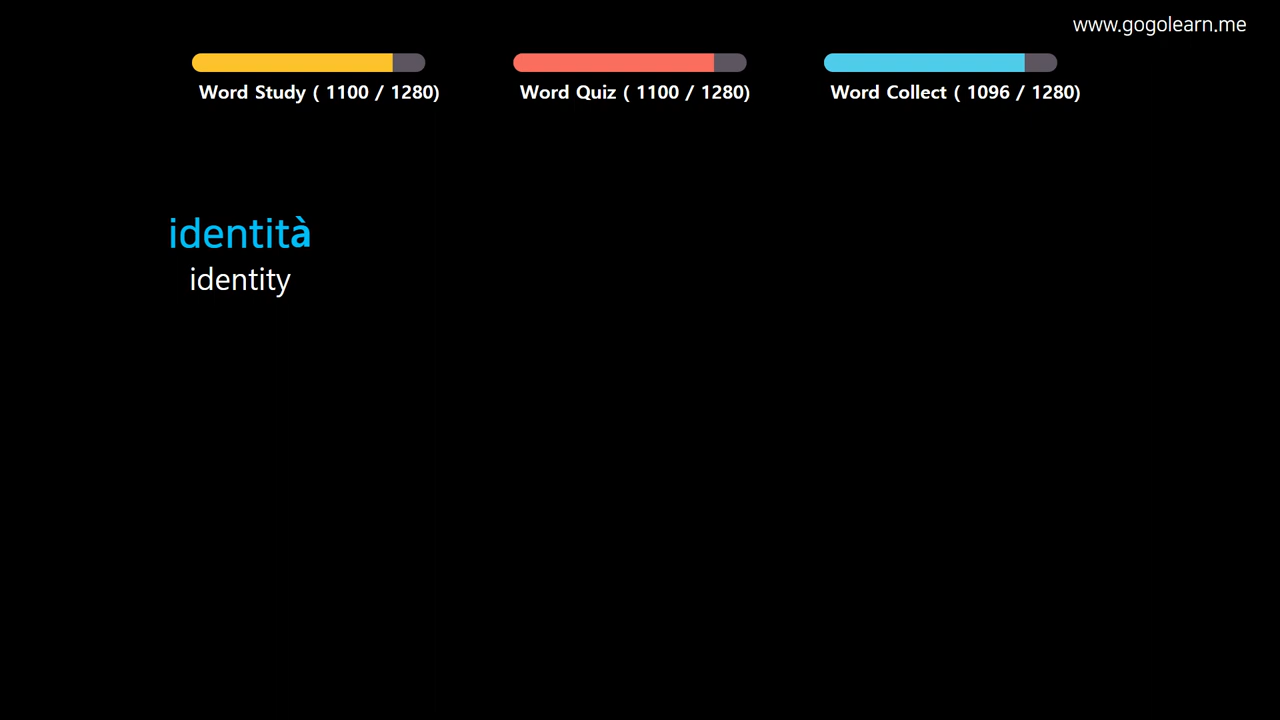 www.gogolearn.me
Word Study ( 1100 / 1280)
Word Quiz ( 1100 / 1280)
Word Collect ( 1096 / 1280)
identità
identity